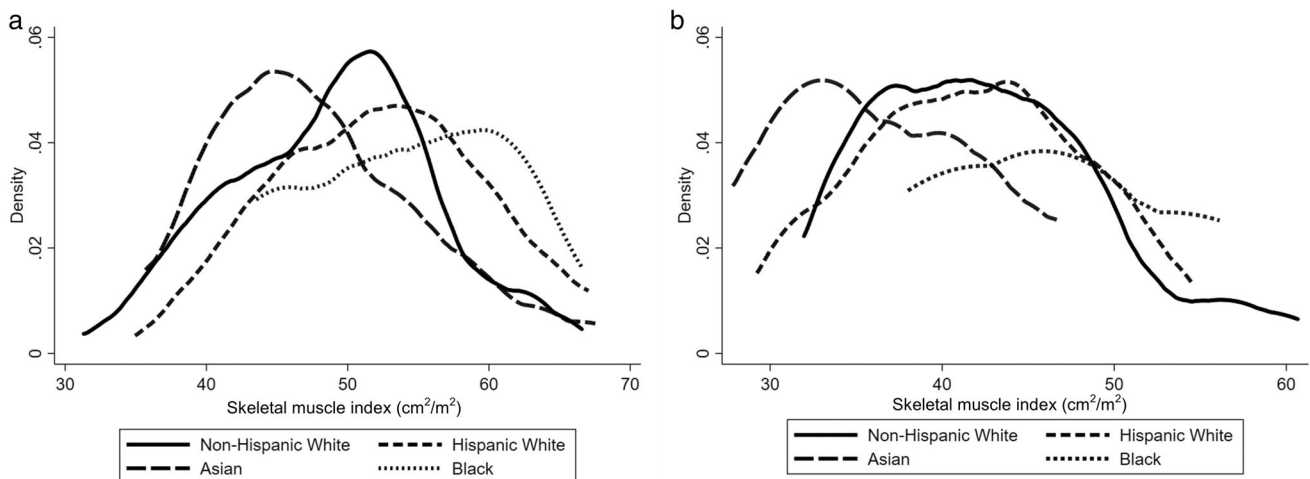 a
Density
.06
.04
.02
0
30 40 50 60 70
Skeletal muscle index (cm²/m²)
Non-Hispanic White Hispanic White
Asian Black
b
Density
.06
.04
.02
0
30 40 50 60
Skeletal muscle index (cm²/m²)
Non-Hispanic White Hispanic White
Asian Black